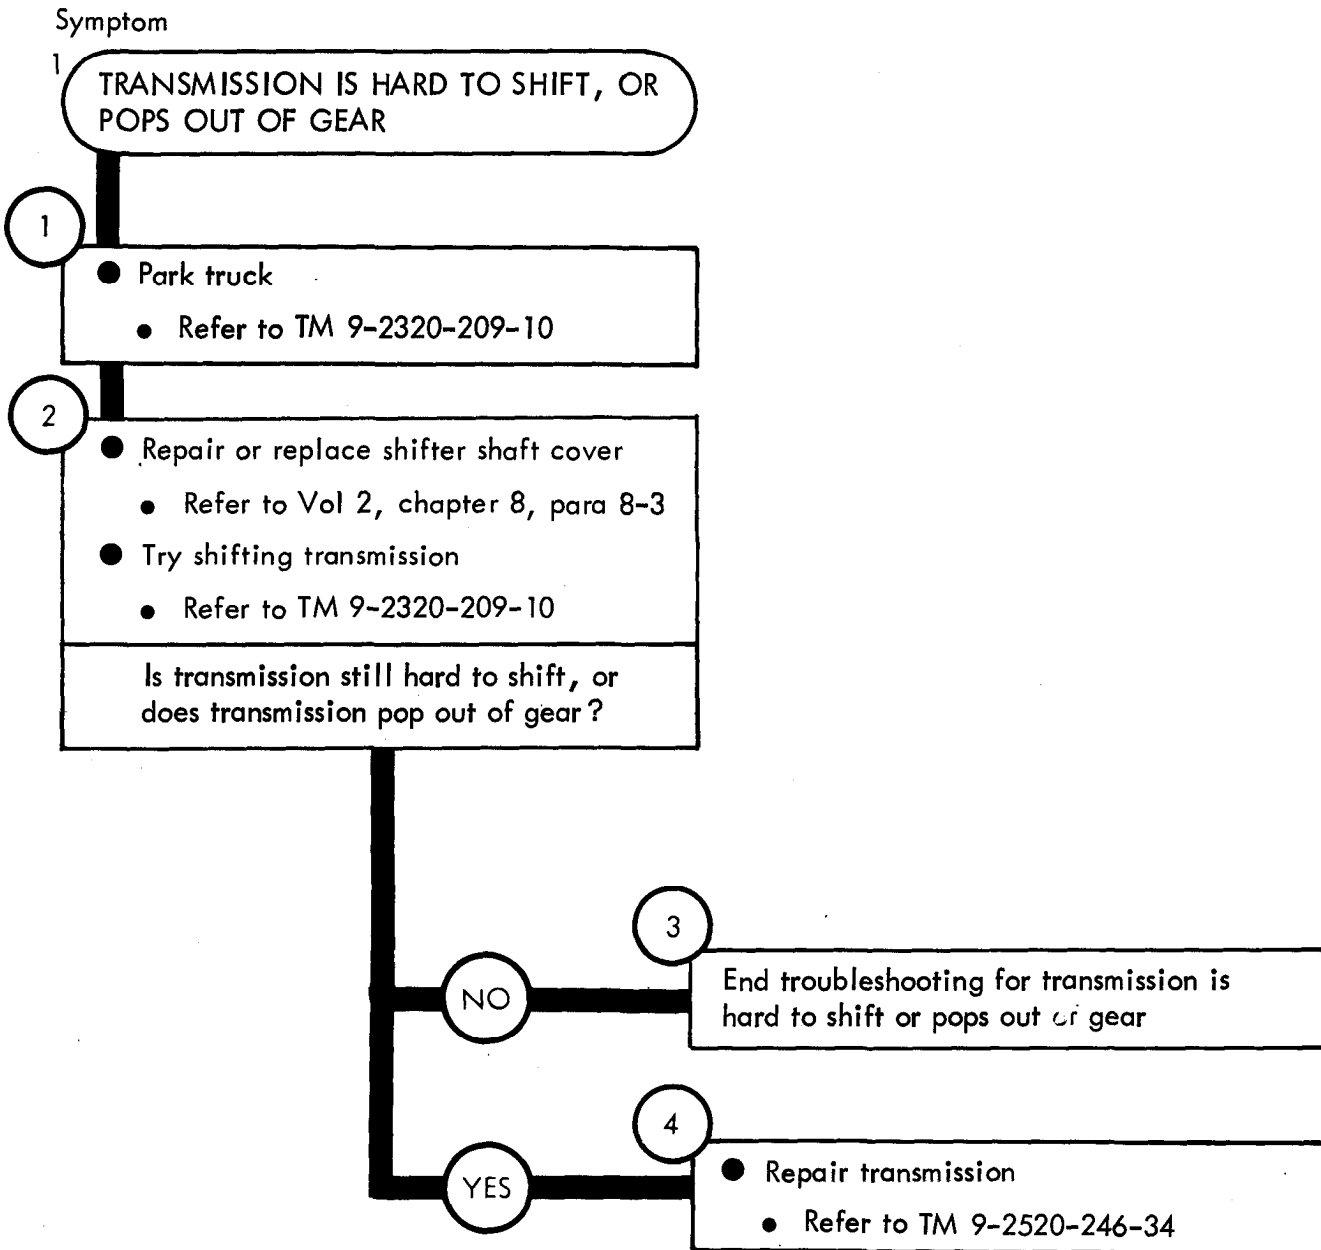 Symptom
1
TRANSMISSION IS HARD TO SHIFT, OR
POPS OUT OF GEAR
1
● Park truck
● Refer to TM 9-2320-209-10
2
● Repair or replace shifter shaft cover
● Refer to Vol 2, chapter 8, para 8-3
● Try shifting transmission
● Refer to TM 9-2320-209-10
Is transmission still hard to shift, or
does transmission pop out of gear?
3
NO
End troubleshooting for transmission is
hard to shift or pops out of gear
4
YES
● Repair transmission
● Refer to TM 9-2520-246-34